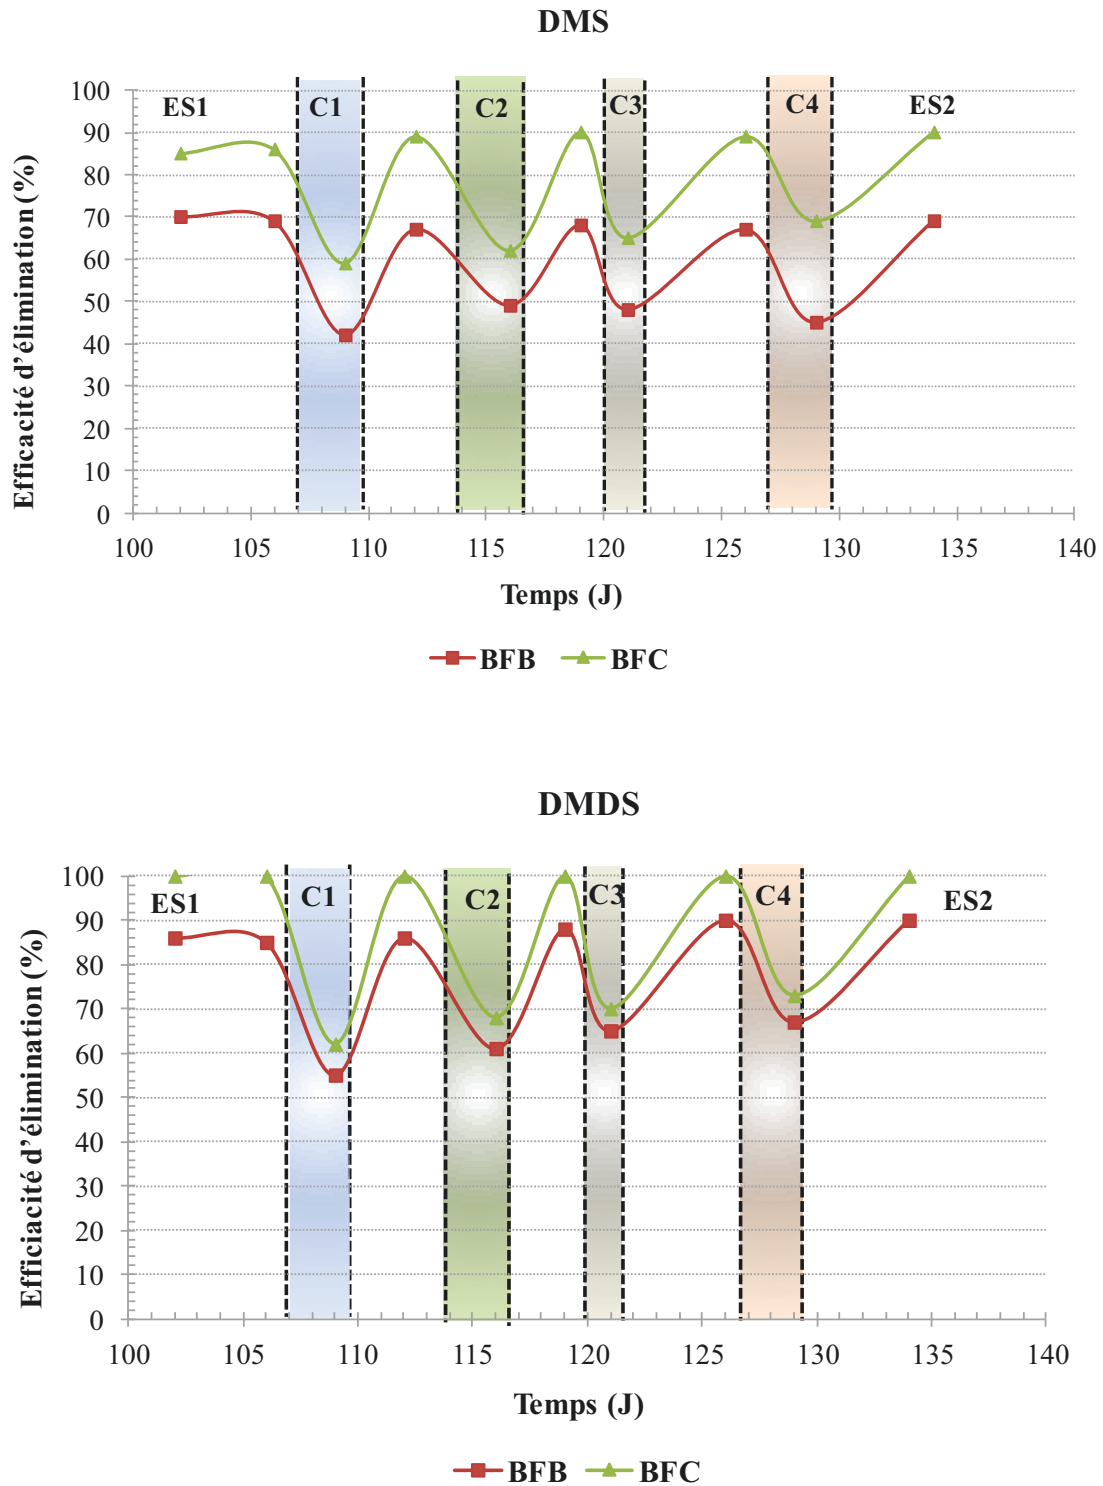 DMS
Efficacité d'élimination (%)
100
90
80
70
60
50
40
30
20
10
0
ES1
C1
C2
C3
C4
ES2
100 105 110 115 120 125 130 135 140
Temps (J)
BFB BFC
DMDS
Efficiacité d'élimination (%)
100
90
80
70
60
50
40
30
20
10
0
ES1
C1
C2
C3
C4
ES2
100 105 110 115 120 125 130 135 140
Temps (J)
BFB BFC